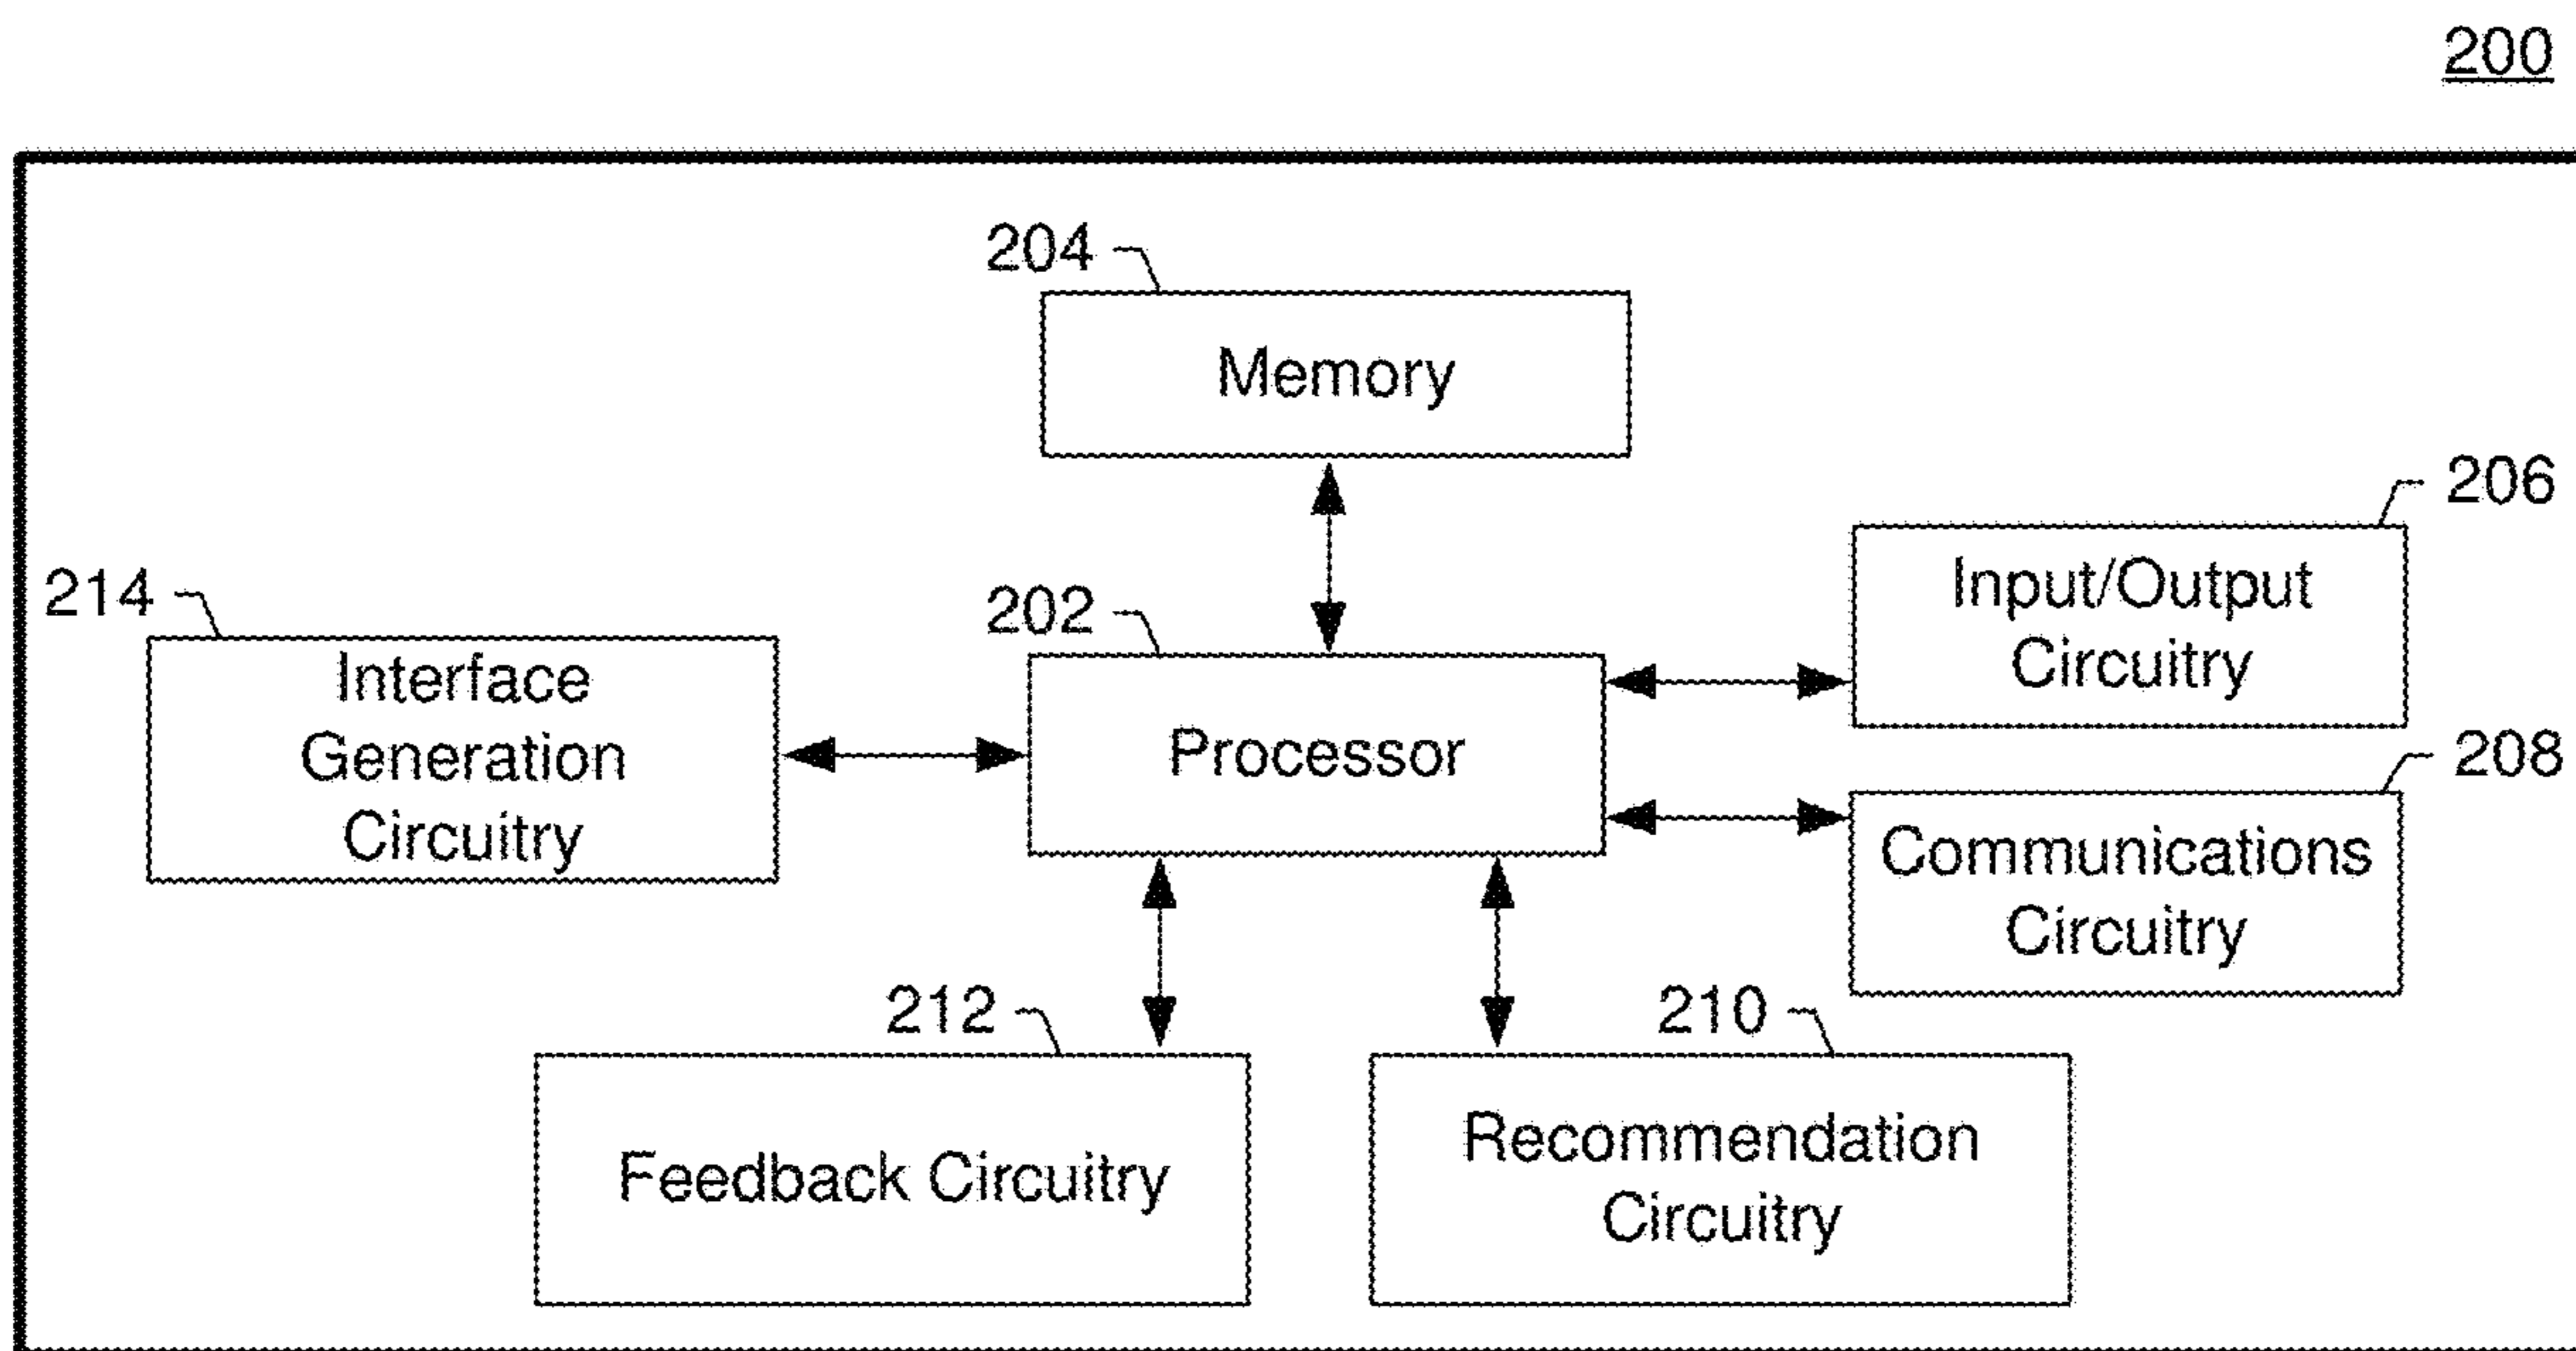 200
204
Memory
206
Input/Output
Circuitry
214
Interface
Generation
Circuitry
202
Processor
208
Communications
Circuitry
212
Feedback Circuitry
210
Recommendation
Circuitry